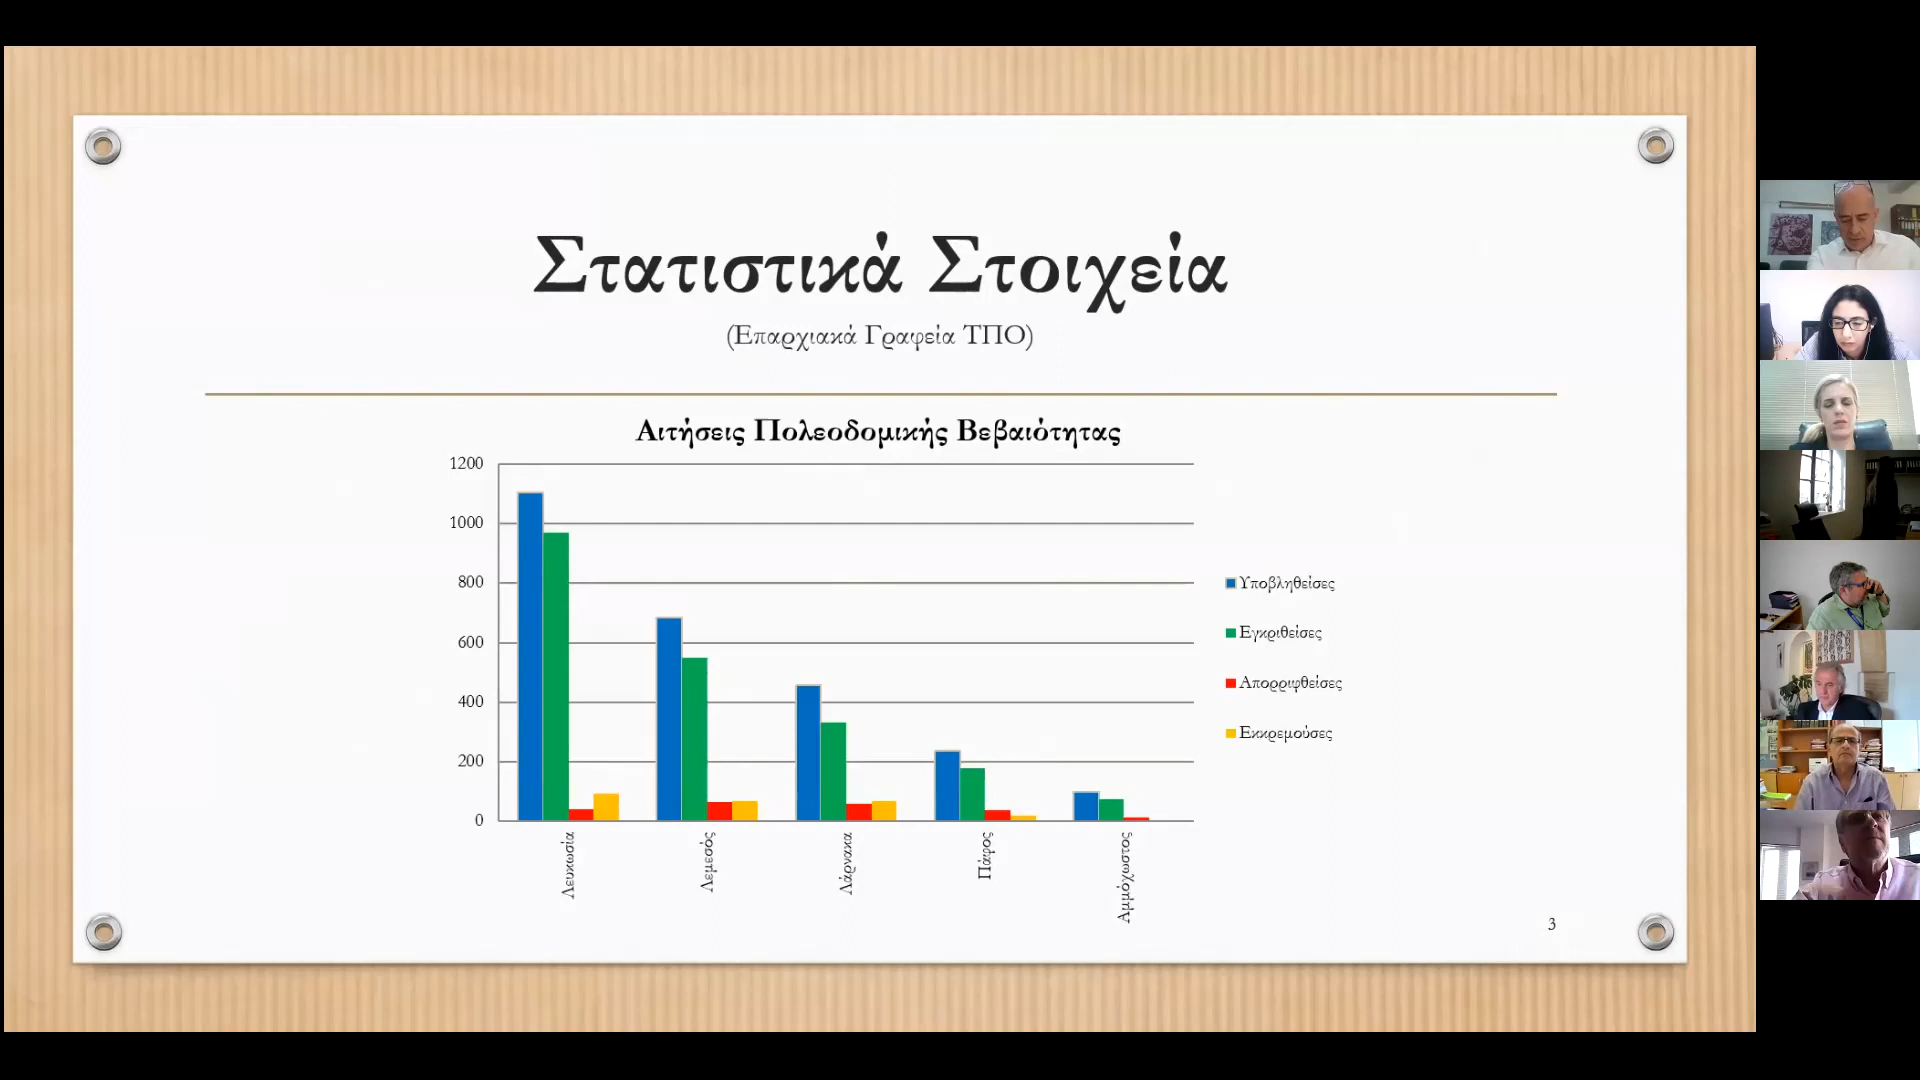 Στατιστικά Στοιχεία
(Επαρχιακά Γραφεία ΤΠΟ)
Αιτήσεις Πολεοδομικής Βεβαιότητας
1200
1000
800
600
400
200
0
Λευκωσία
Λεμεσός
Λάρνακα
Πάφος
Αμμόχωστος
Υποβληθείσες
Εγκριθείσες
Απορριφθείσες
Εκκρεμούσες
3